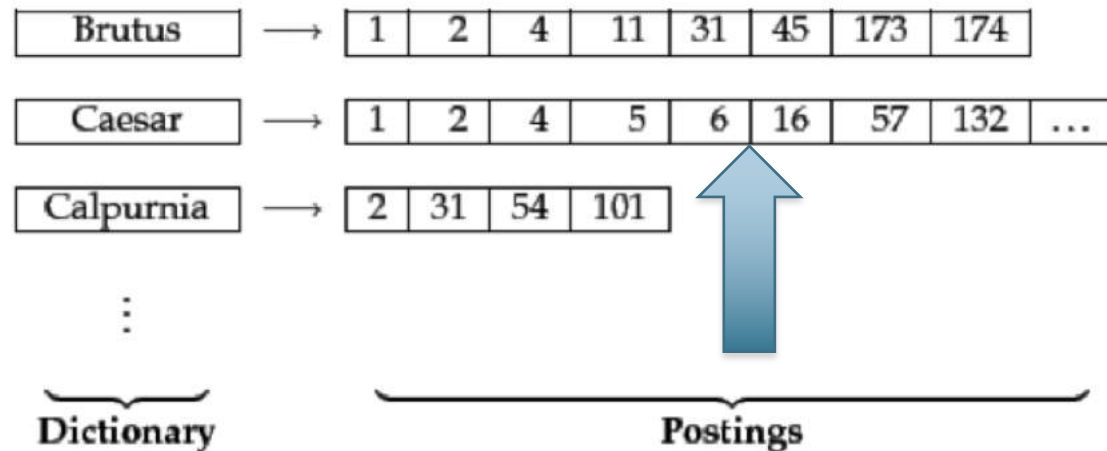 Brutus ⟶ 1 2 4 11 31 45 173 174
Caesar ⟶ 1 2 4 5 6 16 57 132 ...
Calpurnia ⟶ 2 31 54 101
⋮
Dictionary Postings